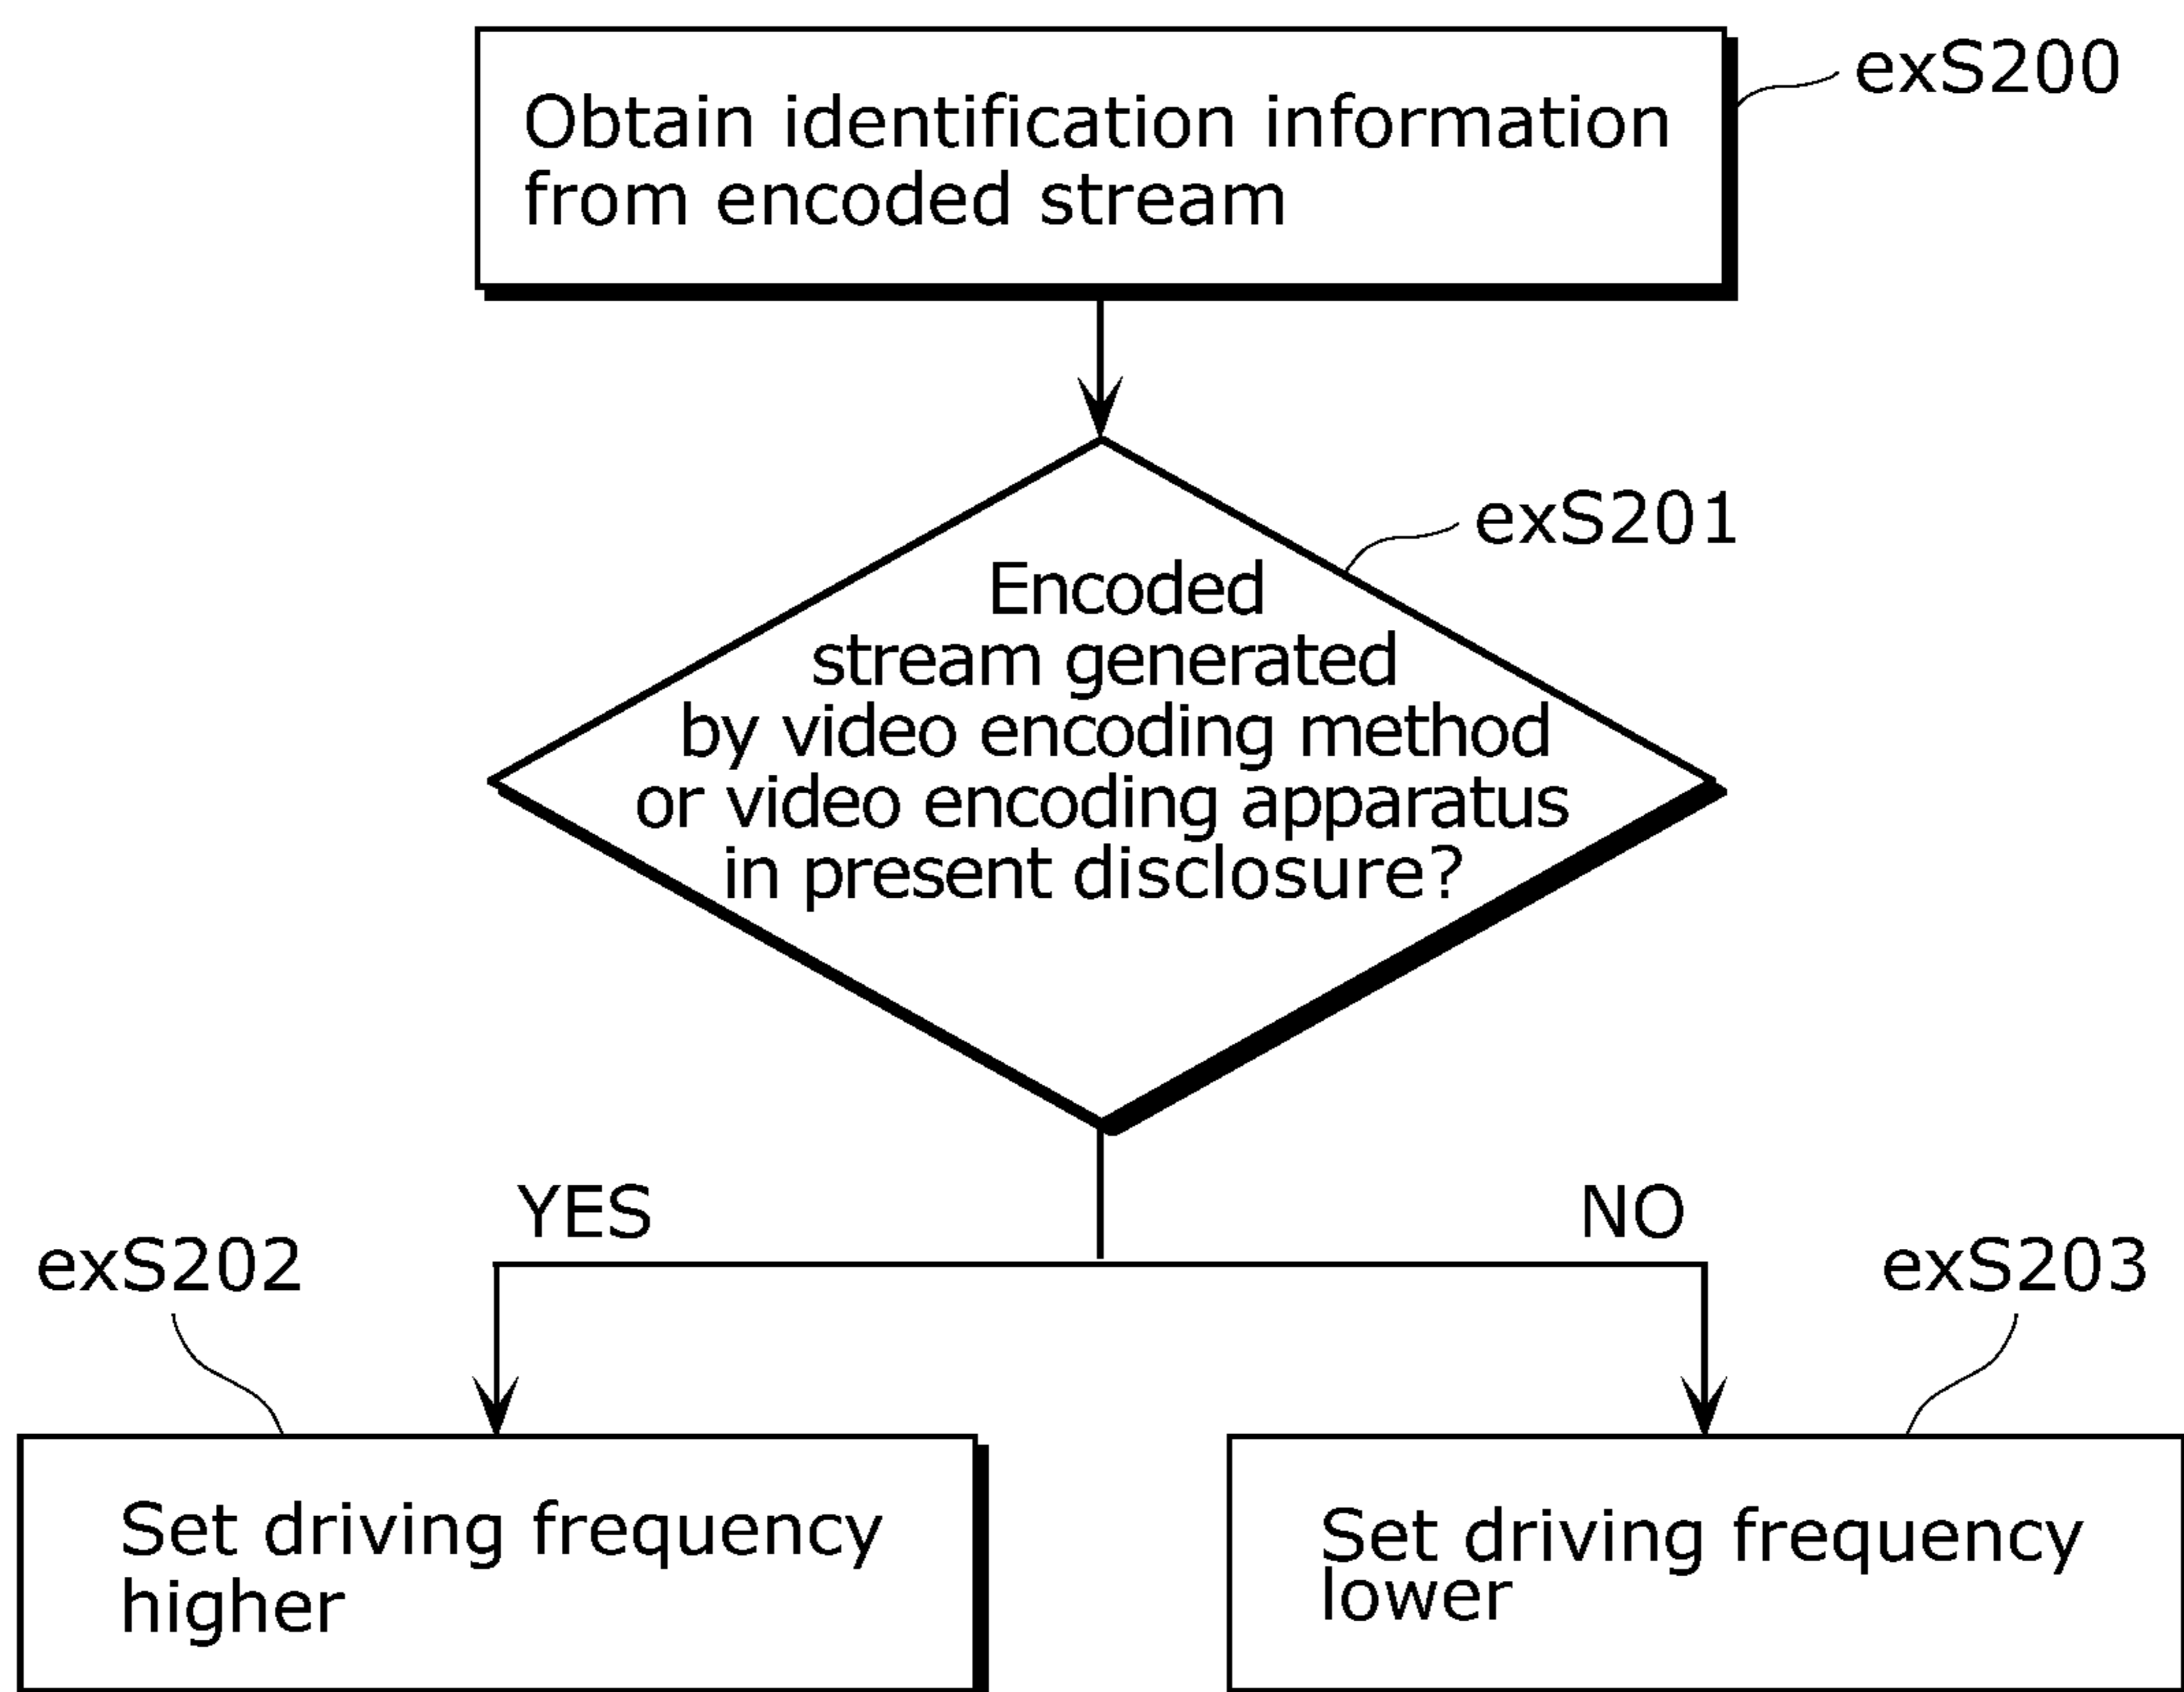 exS200
Obtain identification information
from encoded stream
exS201
Encoded
stream generated
by video encoding method
or video encoding apparatus
in present disclosure?
YES
NO
exS202
exS203
Set driving frequency
higher
Set driving frequency
lower